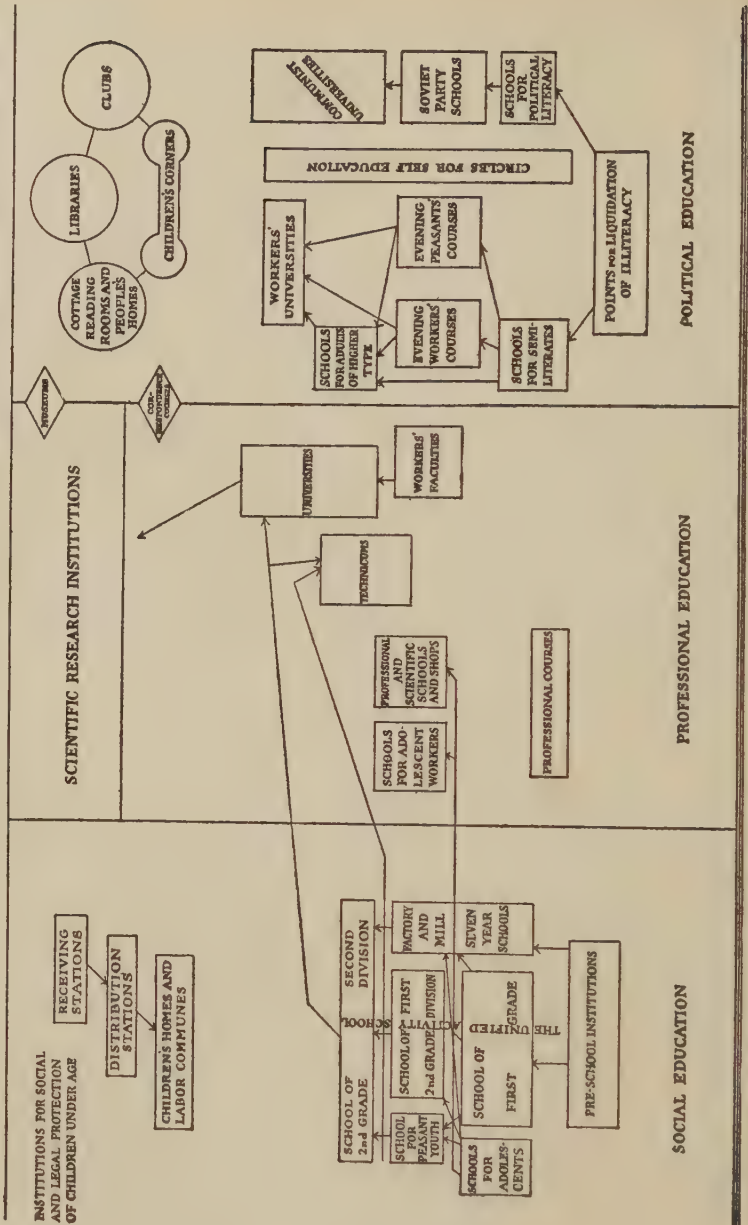 INSTITUTIONS FOR SOCIAL
AND LEGAL PROTECTION
OF CHILDREN UNDER AGE
RECEIVING
STATIONS
DISTRIBUTION
STATIONS
CHILDREN'S HOMES AND
LABOR COMMUNES
SCHOOL OF
2nd GRADE
SECOND
DIVISION
SCHOOL
FOR
PEASANT
YOUTH
SCHOOL OF
2nd GRADE
FIRST
DIVISION
FACTORY
AND
MILL
SEVEN
YEAR
SCHOOLS
SCHOOLS
FOR
ADOLES-
CENTS
SCHOOL OF
FIRST
GRADE
THE UNIFIED
ACTIVITY SCHOOL
PRE-SCHOOL INSTITUTIONS
SOCIAL EDUCATION
SCIENTIFIC RESEARCH INSTITUTIONS
UNIVERSITIES
TECHNICUMS
WORKERS'
FACULTIES
SCHOOLS
FOR ADO-
LESCENT
WORKERS
PROFESSIONAL
AND
SCIENTIFIC
SCHOOLS
AND SHOPS
PROFESSIONAL COURSES
PROFESSIONAL EDUCATION
MUSEUMS
COR-
RESPONDENCE
COURSES
COTTAGE
READING
ROOMS AND
PEOPLE'S
HOMES
LIBRARIES
CLUBS
CHILDREN'S CORNERS
WORKERS'
UNIVERSITIES
SCHOOLS
FOR ADULTS
OF HIGHER
TYPE
EVENING
WORKERS'
COURSES
EVENING
PEASANTS'
COURSES
SCHOOLS
FOR SEMI-
LITERATES
CIRCLES FOR SELF EDUCATION
COMMUNIST
UNIVERSITIES
SOVIET
PARTY
SCHOOLS
SCHOOLS
FOR
POLITICAL
LITERACY
POINTS FOR LIQUIDATION
OF ILLITERACY
POLITICAL EDUCATION